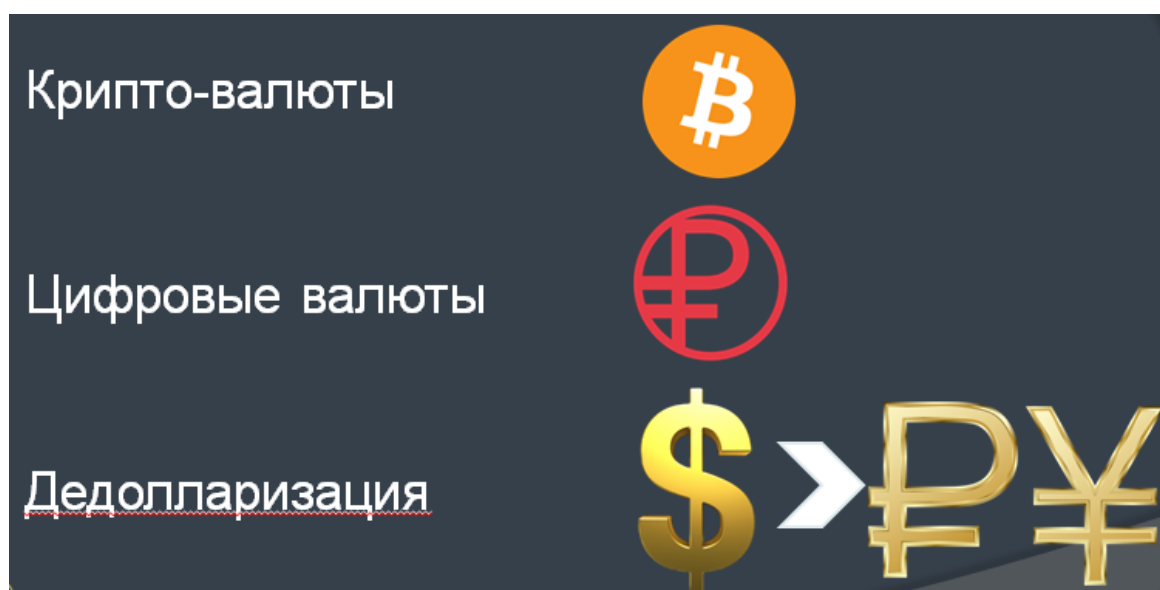 Крипто-валюты
Цифровые валюты
Дедолларизация